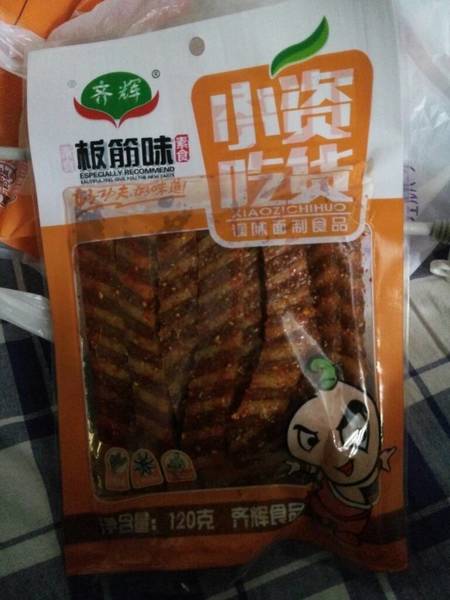 齐辉
®
小资
吃货
XIAOZICHIHUO
调味面制食品
板筋味
素食
ESPECIALLY RECOMMEND
净含量: 120克 齐辉食品